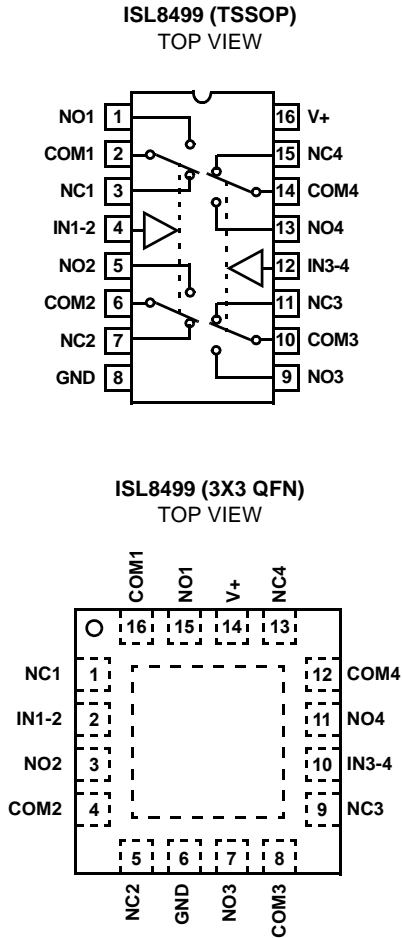 ISL8499 (TSSOP)
TOP VIEW
NO1 1 16 V+
COM1 2 15 NC4
NC1 3 14 COM4
IN1-2 4 13 NO4
NO2 5 12 IN3-4
COM2 6 11 NC3
NC2 7 10 COM3
GND 8 9 NO3
ISL8499 (3X3 QFN)
TOP VIEW
COM1 NO1 V+ NC4
16 15 14 13
NC1 1 12 COM4
IN1-2 2 11 NO4
NO2 3 10 IN3-4
COM2 4 9 NC3
5 6 7 8
NC2 GND NO3 COM3